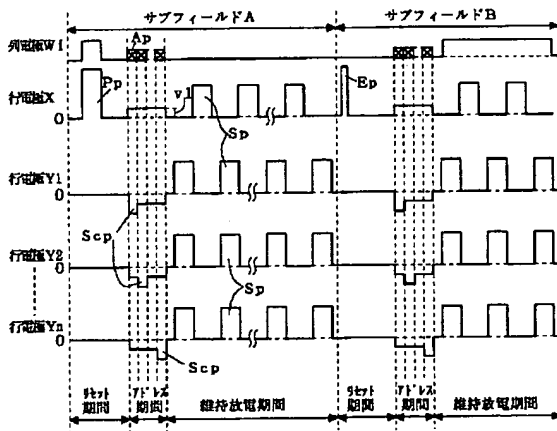 サブフィールドA
サブフィールドB
列電極W1
Ap
行電極X
0
Pp
v1
Sp
Ep
行電極Y1
0
Scp
行電極Y2
0
Sp
行電極Yn
0
Scp
リセット
期間
アドレス
期間
維持放電期間
リセット
期間
アドレス
期間
維持放電期間